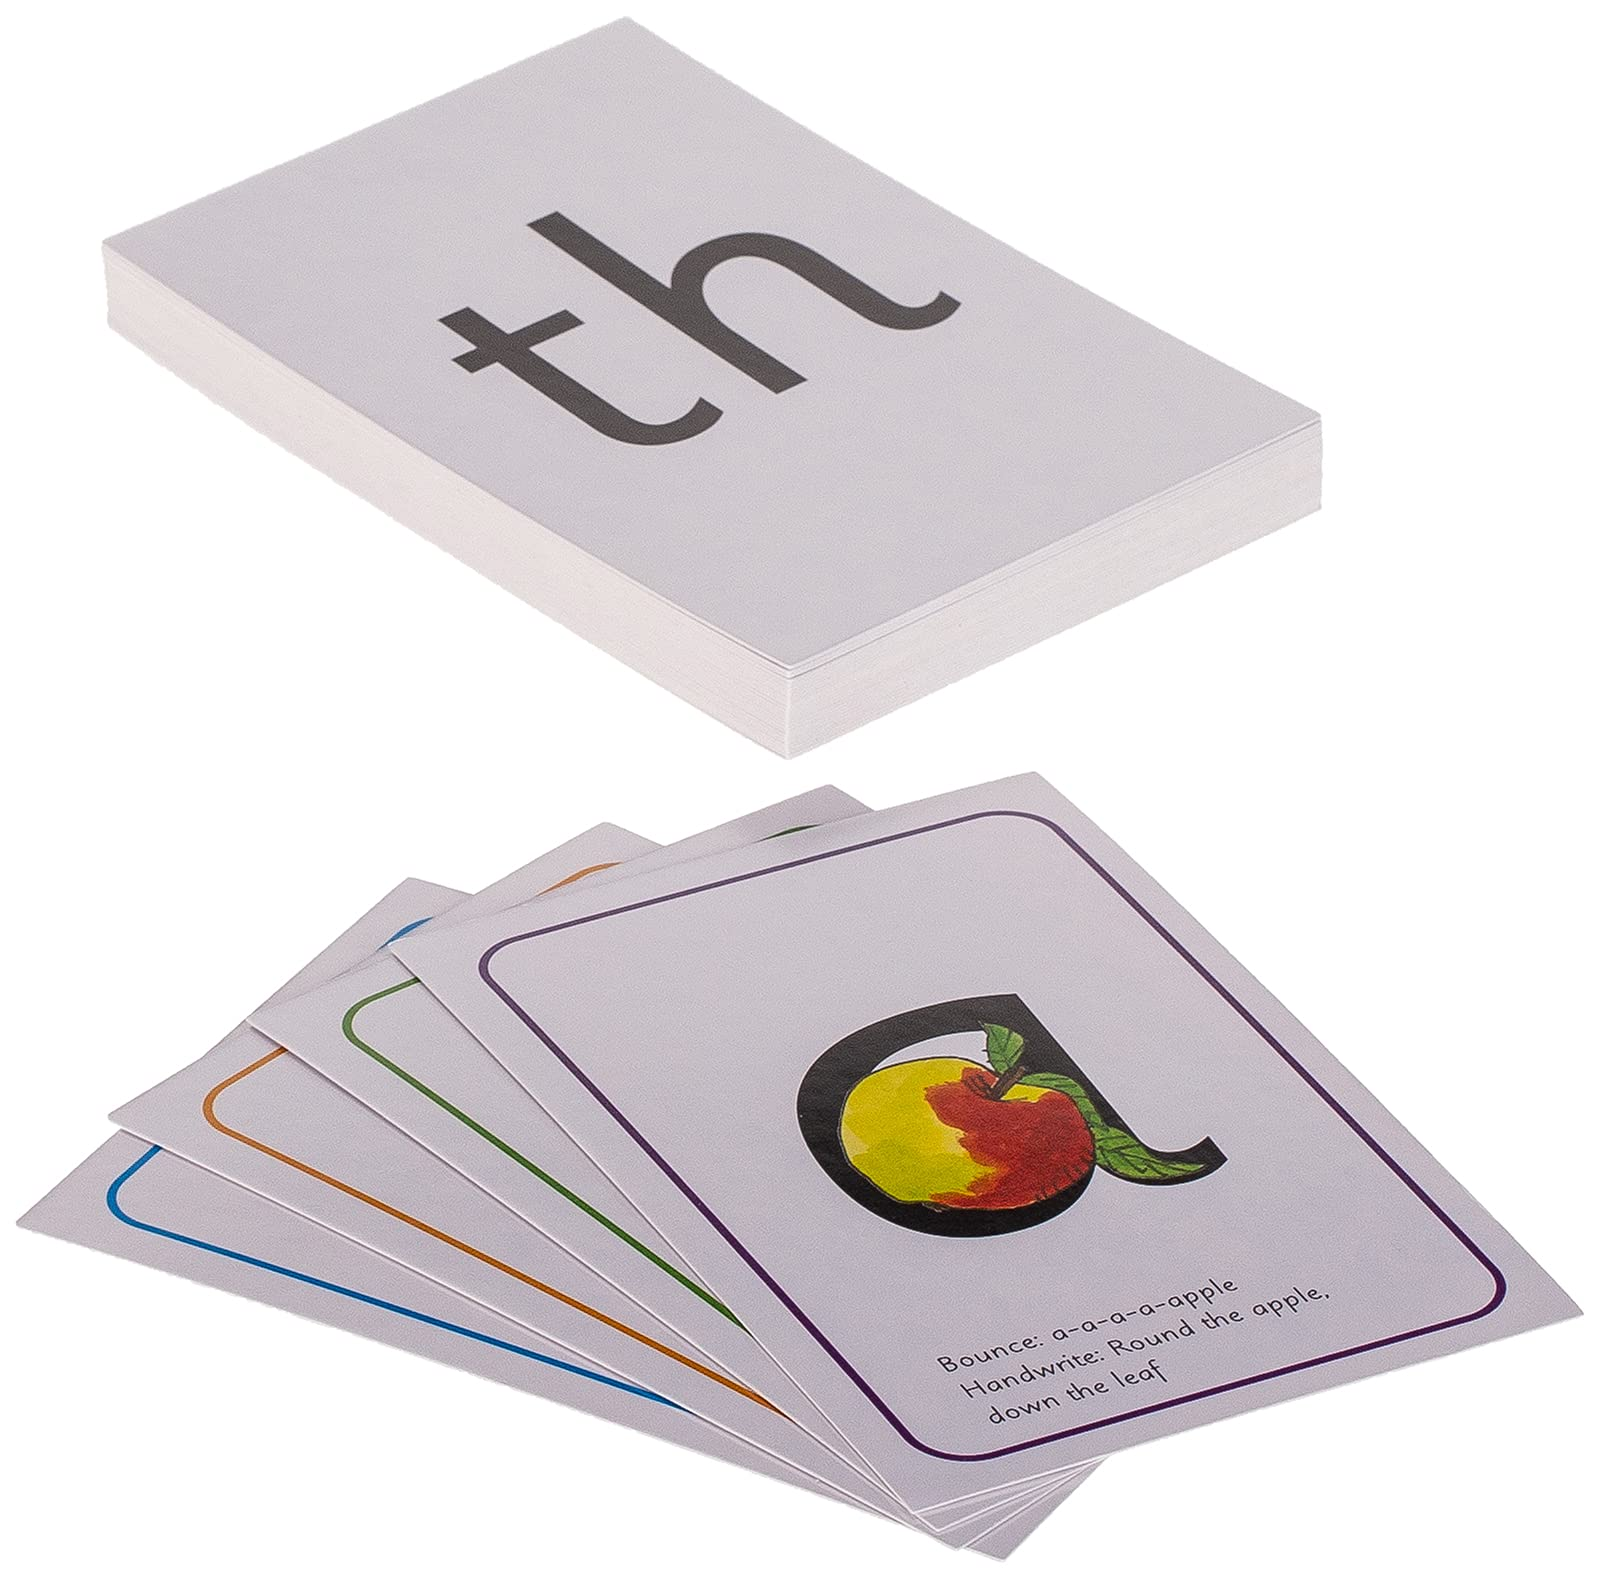 th
a
Bounce: a-a-a-a-apple
Handwrite: Round the apple,
down the leaf